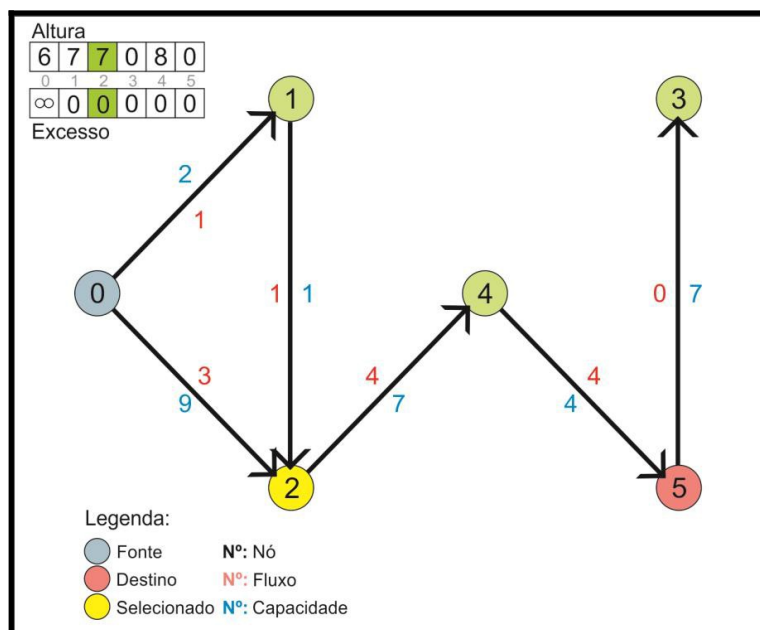 Altura
6 7 7 0 8 0
0 1 2 3 4 5
∞ 0 0 0 0 0
Excesso
1
3
2
1
0
1 1
4
0 7
3
9
4
7
4
4
2
5
Legenda:
Fonte Nº: Nó
Destino Nº: Fluxo
Selecionado Nº: Capacidade